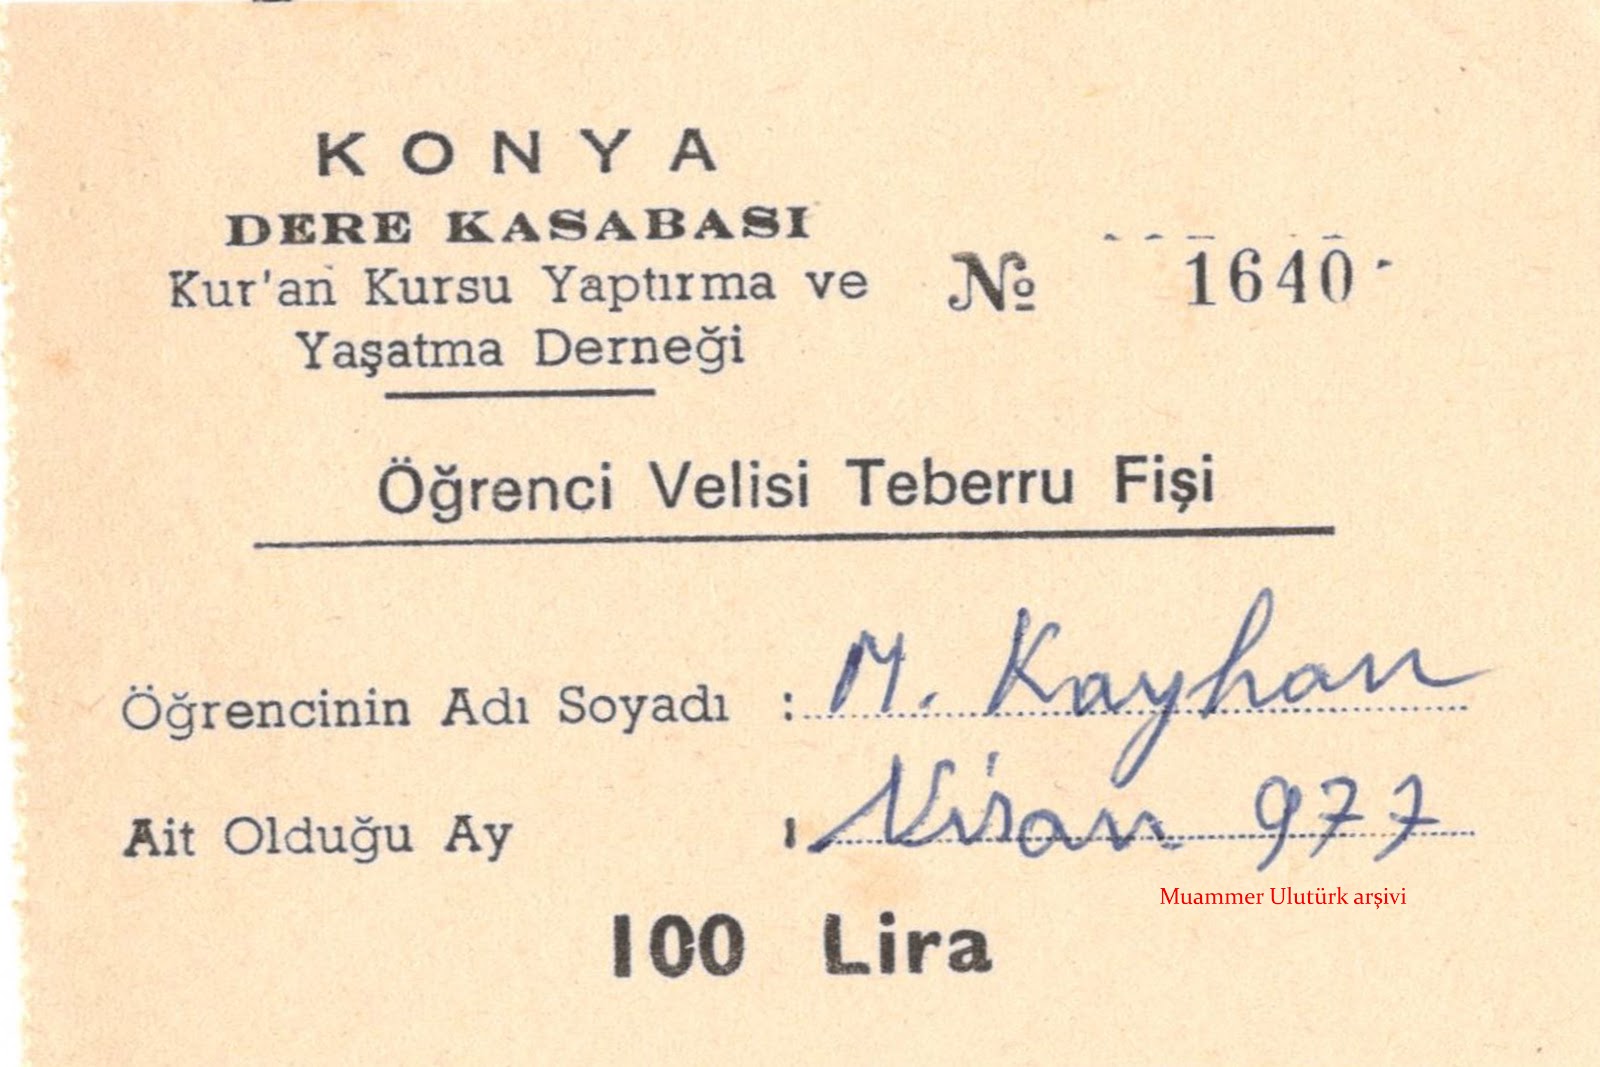 KONYA
DERE KASABASI
Kur'an Kursu Yaptırma ve
Yaşatma Derneği
№ 1640
Öğrenci Velisi Teberru Fişi
Öğrencinin Adı Soyadı : M. Kayhan
Ait Olduğu Ay : Nisan 977
Muammer Ulutürk arşivi
100 Lira